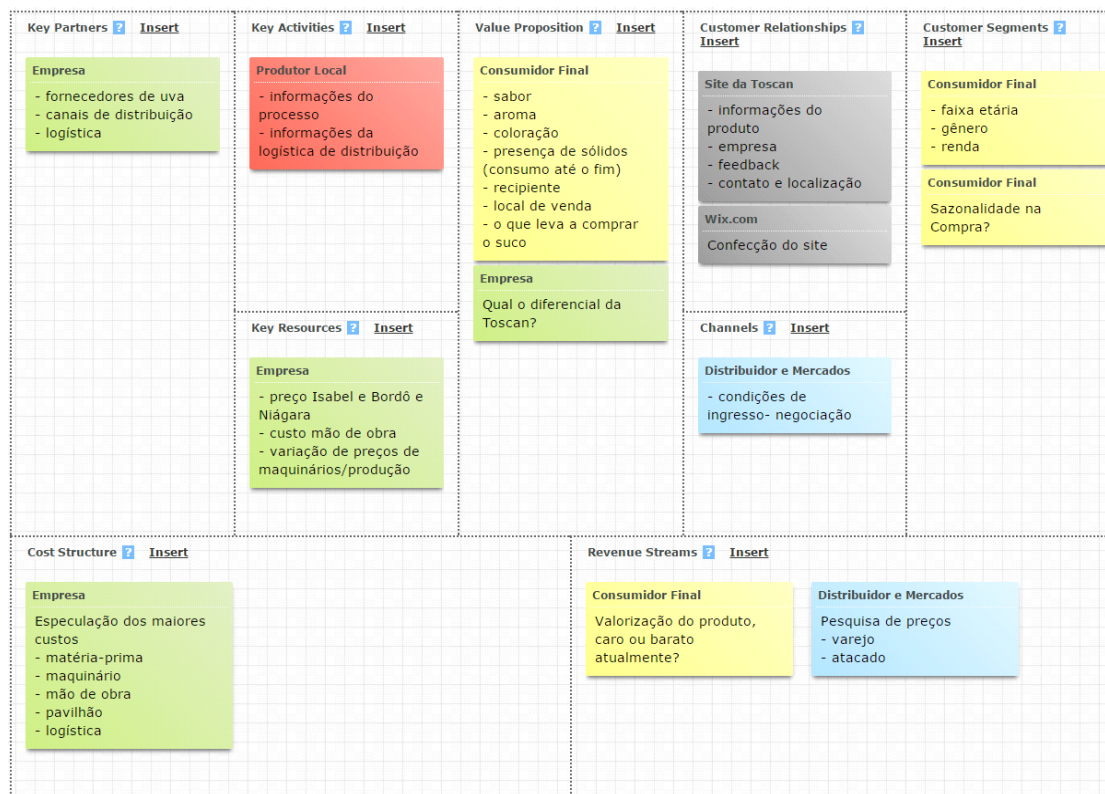 Key Partners ? Insert
Empresa
- fornecedores de uva
- canais de distribuição
- logística
Key Activities ? Insert
Produtor Local
- informações do
processo
- informações da
logística de distribuição
Key Resources ? Insert
Empresa
- preço Isabel e Bordô e
Niágara
- custo mão de obra
- variação de preços de
maquinários/produção
Value Proposition ? Insert
Consumidor Final
- sabor
- aroma
- coloração
- presença de sólidos
(consumo até o fim)
- recipiente
- local de venda
- o que leva a comprar
o suco
Empresa
Qual o diferencial da
Toscan?
Customer Relationships ?
Insert
Site da Toscan
- informações do
produto
- empresa
- feedback
- contato e localização
Wix.com
Confecção do site
Channels ? Insert
Distribuidor e Mercados
- condições de
ingresso- negociação
Customer Segments ?
Insert
Consumidor Final
- faixa etária
- gênero
- renda
Consumidor Final
Sazonalidade na
Compra?
Cost Structure ? Insert
Empresa
Especulação dos maiores
custos
- matéria-prima
- maquinário
- mão de obra
- pavilhão
- logística
Revenue Streams ? Insert
Consumidor Final
Valorização do produto,
caro ou barato
atualmente?
Distribuidor e Mercados
Pesquisa de preços
- varejo
- atacado